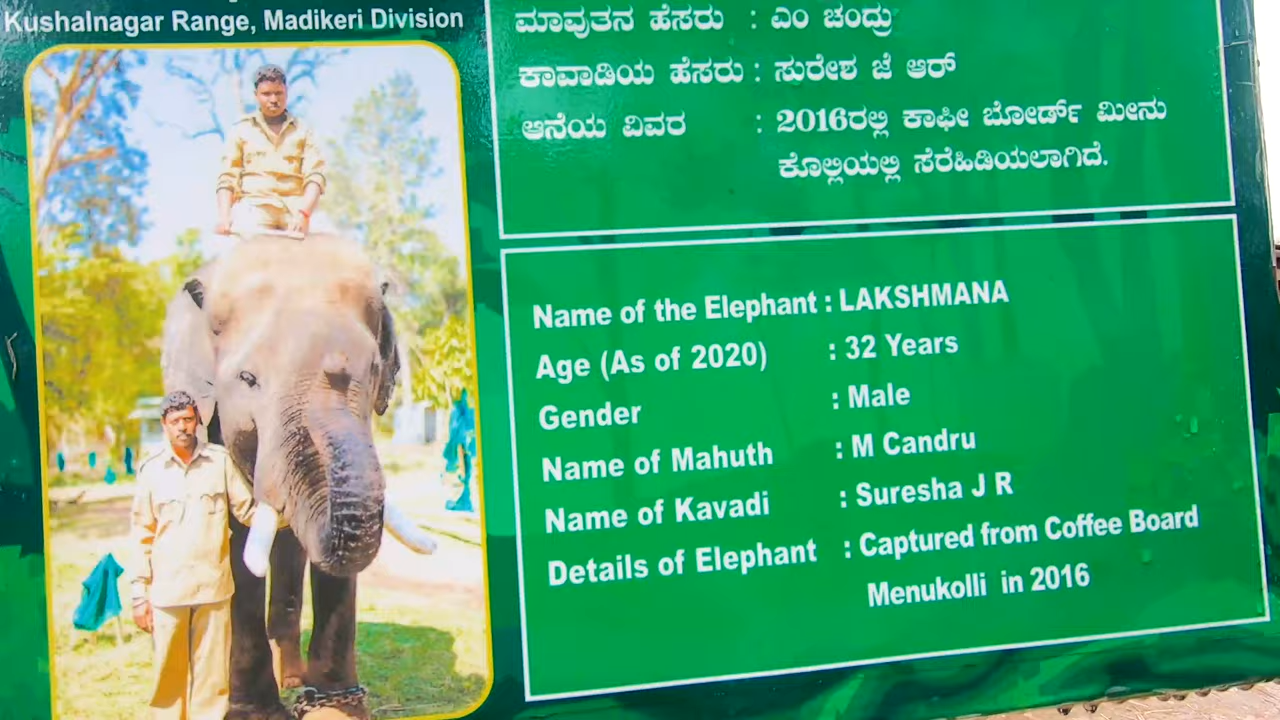 Kushalnagar Range, Madikeri Division
ಮಾವುತನ ಹೆಸರು : ಎಂ ಚಂದ್ರು
ಕಾವಾಡಿಯ ಹೆಸರು : ಸುರೇಶ ಜೆ ಆರ್
ಆನೆಯ ವಿವರ : 2016ರಲ್ಲಿ ಕಾಫೀ ಬೋರ್ಡ್ ಮೀನು
ಕೊಲ್ಲಿಯಲ್ಲಿ ಸೆರೆಹಿಡಿಯಲಾಗಿದೆ.
Name of the Elephant : LAKSHMANA
Age (As of 2020) : 32 Years
Gender : Male
Name of Mahuth : M Candru
Name of Kavadi : Suresha J R
Details of Elephant : Captured from Coffee Board
Menukolli in 2016